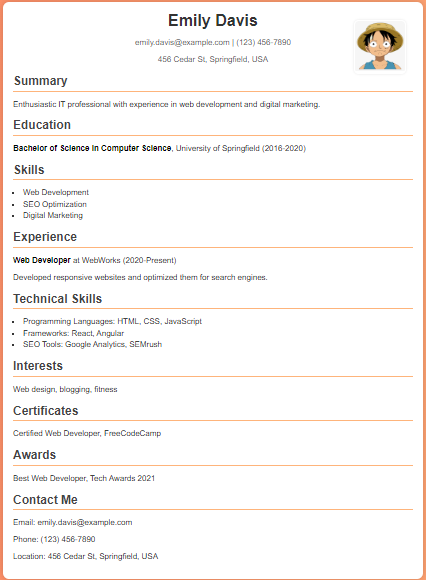 Emily Davis
emily.davis@example.com | (123) 456-7890
456 Cedar St, Springfield, USA
Summary
Enthusiastic IT professional with experience in web development and digital marketing.
Education
Bachelor of Science in Computer Science, University of Springfield (2016-2020)
Skills
• Web Development
• SEO Optimization
• Digital Marketing
Experience
Web Developer at WebWorks (2020-Present)
Developed responsive websites and optimized them for search engines.
Technical Skills
• Programming Languages: HTML, CSS, JavaScript
• Frameworks: React, Angular
• SEO Tools: Google Analytics, SEMrush
Interests
Web design, blogging, fitness
Certificates
Certified Web Developer, FreeCodeCamp
Awards
Best Web Developer, Tech Awards 2021
Contact Me
Email: emily.davis@example.com
Phone: (123) 456-7890
Location: 456 Cedar St, Springfield, USA